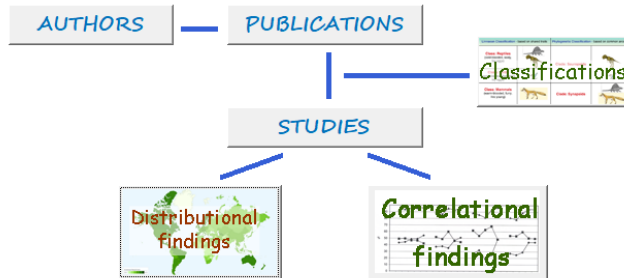 AUTHORS
PUBLICATIONS
Classifications
STUDIES
Distributional
findings
Correlational
findings